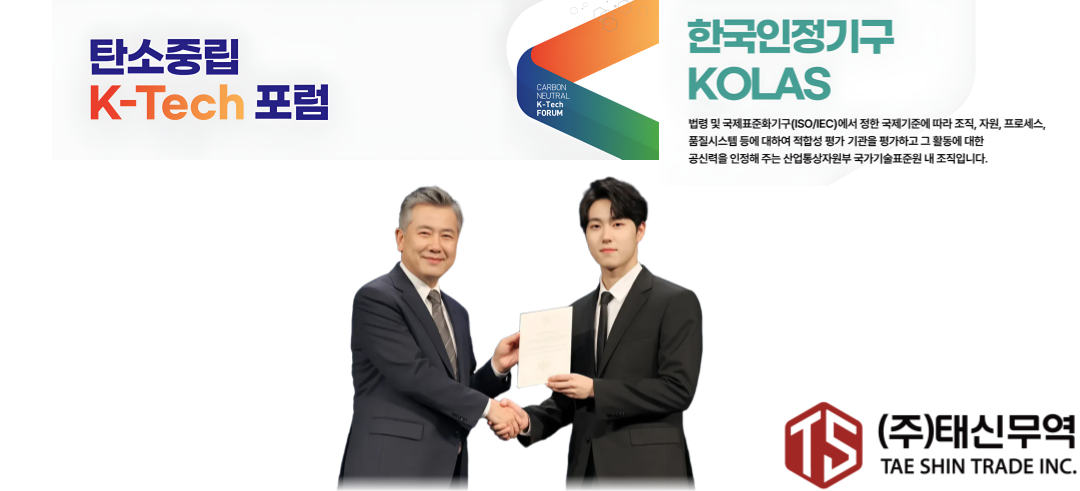 탄소중립
K-Tech 포럼
CARBON
NEUTRAL
K-Tech
FORUM
한국인정기구
KOLAS
법령 및 국제표준화기구(ISO/IEC)에서 정한 국제기준에 따라 조직, 자원, 프로세스,
품질시스템 등에 대하여 적합성 평가 기관을 평가하고 그 활동에 대한
공신력을 인정해 주는 산업통상자원부 국가기술표준원 내 조직입니다.
TS
(주)태신무역
TAE SHIN TRADE INC.